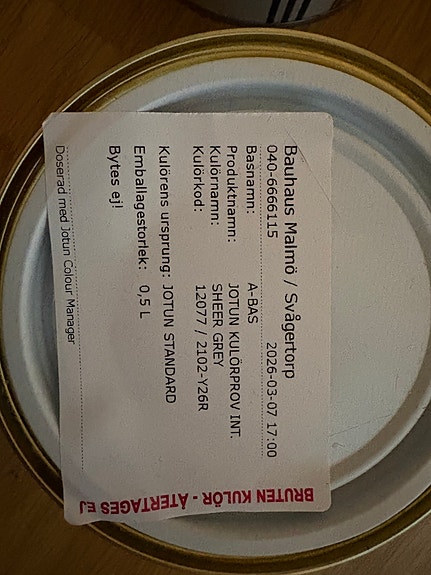 Bauhaus Malmö / Svågertorp
040-6666115 2026-03-07 17:00
Basnamn: A-BAS
Produktnamn: JOTUN KULÖRPROV INT.
Kulörnamn: SHEER GREY
Kulörkod: 12077 / 2102-Y26R
Kulörens ursprung: JOTUN STANDARD
Emballagestorlek: 0,5 L
Bytes ej!
Doserad med Jotun Colour Manager
BRUTEN KULÖR - ÅTERTAGES EJ